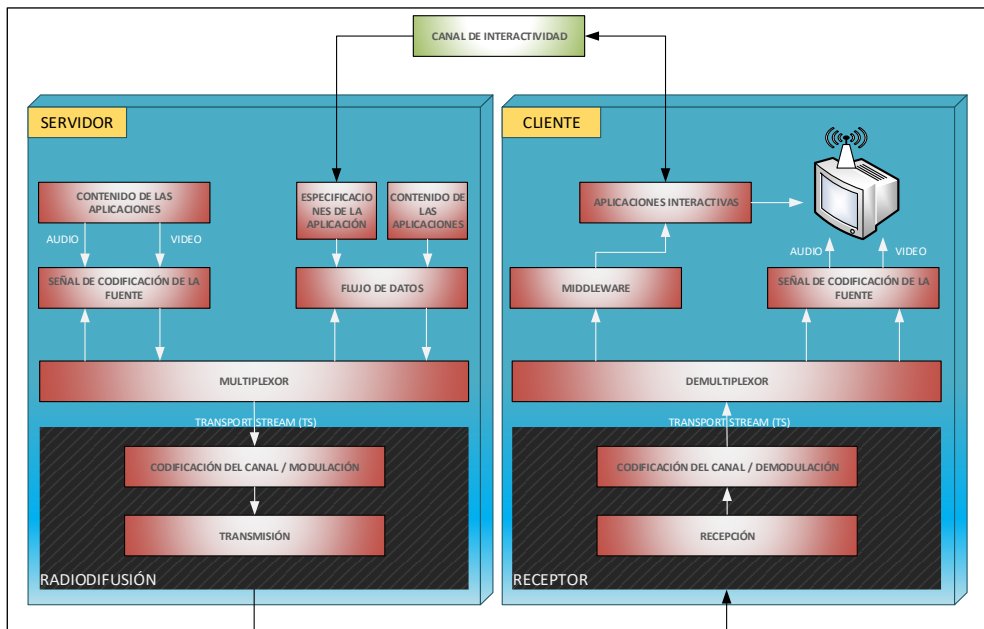 CANAL DE INTERACTIVIDAD
SERVIDOR
CONTENIDO DE LAS
APLICACIONES
ESPECIFICACIO
NES DE LA
APLICACIÓN
CONTENIDO DE
LAS
APLICACIONES
AUDIO
VIDEO
SEÑAL DE CODIFICACIÓN DE LA
FUENTE
FLUJO DE DATOS
MULTIPLEXOR
TRANSPORT STREAM (TS)
CODIFICACIÓN DEL CANAL / MODULACIÓN
TRANSMISIÓN
RADIODIFUSIÓN
CLIENTE
APLICACIONES INTERACTIVAS
AUDIO
VIDEO
MIDDLEWARE
SEÑAL DE CODIFICACIÓN DE LA
FUENTE
DEMULTIPLEXOR
TRANSPORT STREAM (TS)
CODIFICACIÓN DEL CANAL / DEMODULACIÓN
RECEPCIÓN
RECEPTOR